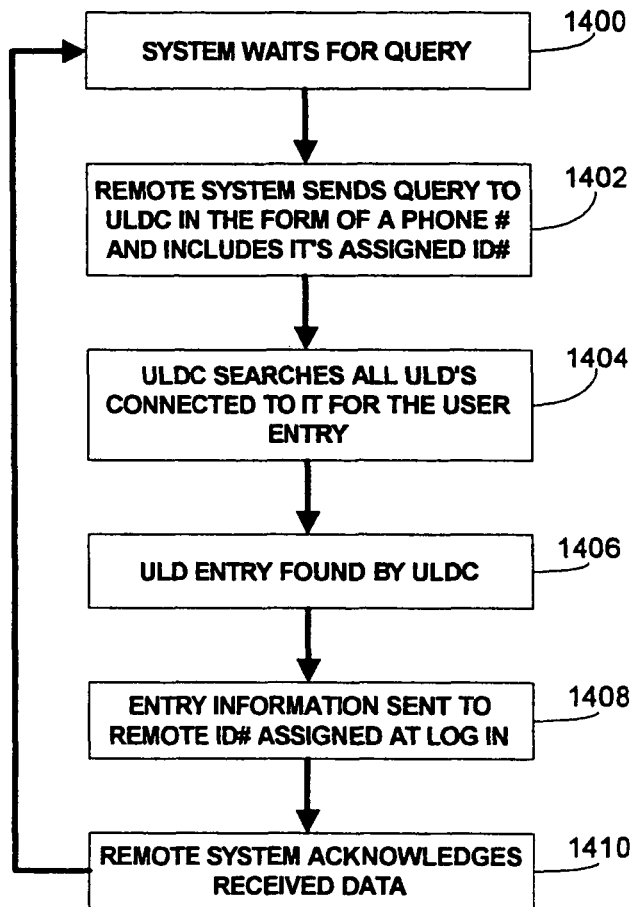 1400
SYSTEM WAITS FOR QUERY
1402
REMOTE SYSTEM SENDS QUERY TO
ULDC IN THE FORM OF A PHONE #
AND INCLUDES IT'S ASSIGNED ID#
1404
ULDC SEARCHES ALL ULD'S
CONNECTED TO IT FOR THE USER
ENTRY
1406
ULD ENTRY FOUND BY ULDC
1408
ENTRY INFORMATION SENT TO
REMOTE ID# ASSIGNED AT LOG IN
1410
REMOTE SYSTEM ACKNOWLEDGES
RECEIVED DATA